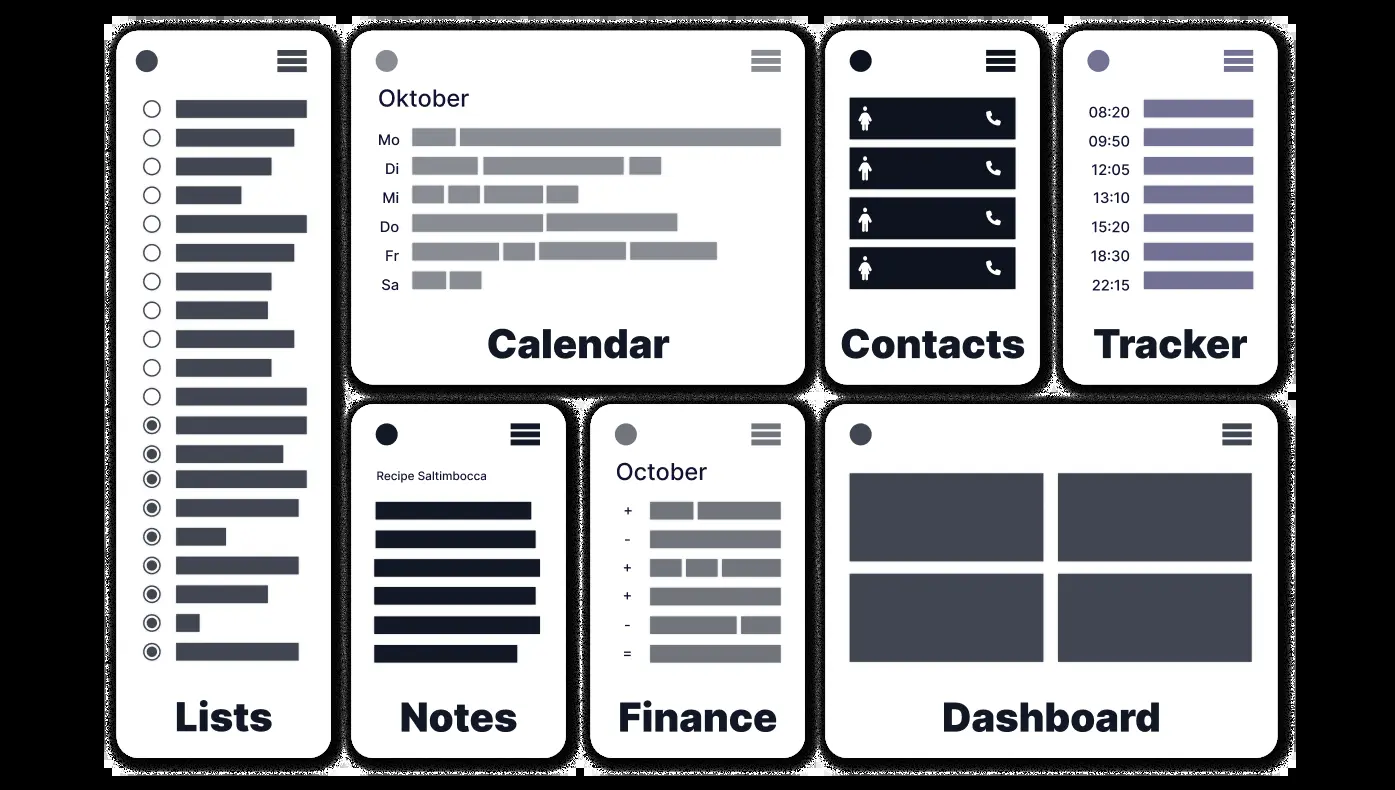 Lists
Oktober
Mo
Di
Mi
Do
Fr
Sa
Calendar
Contacts
08:20
09:50
12:05
13:10
15:20
18:30
22:15
Tracker
Recipe Saltimbocca
Notes
October
+
-
+
+
-
=
Finance
Dashboard